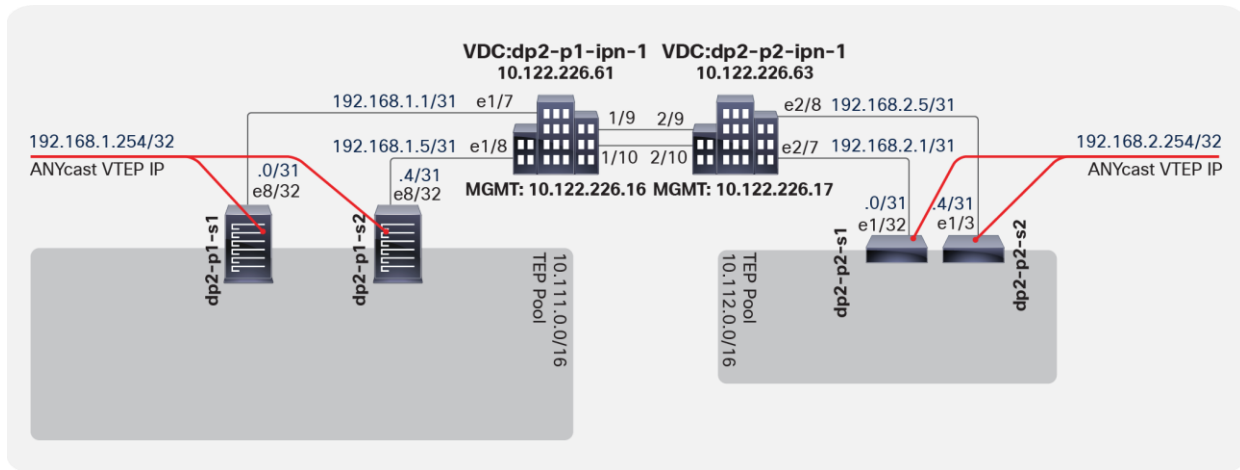 VDC:dp2-p1-ipn-1
10.122.226.61
VDC:dp2-p2-ipn-1
10.122.226.63
192.168.1.1/31
e1/7
1/9
2/9
e2/8
192.168.2.5/31
192.168.1.254/32
ANYcast VTEP IP
192.168.1.5/31
e1/8
1/10
2/10
e2/7
192.168.2.1/31
192.168.2.254/32
ANYcast VTEP IP
.0/31
e8/32
.4/31
e8/32
MGMT: 10.122.226.16
MGMT: 10.122.226.17
.0/31
e1/32
.4/31
e1/3
dp2-p1-s1
dp2-p1-s2
10.111.0.0/16
TEP Pool
TEP Pool
10.112.0.0/16
dp2-p2-s1
dp2-p2-s2